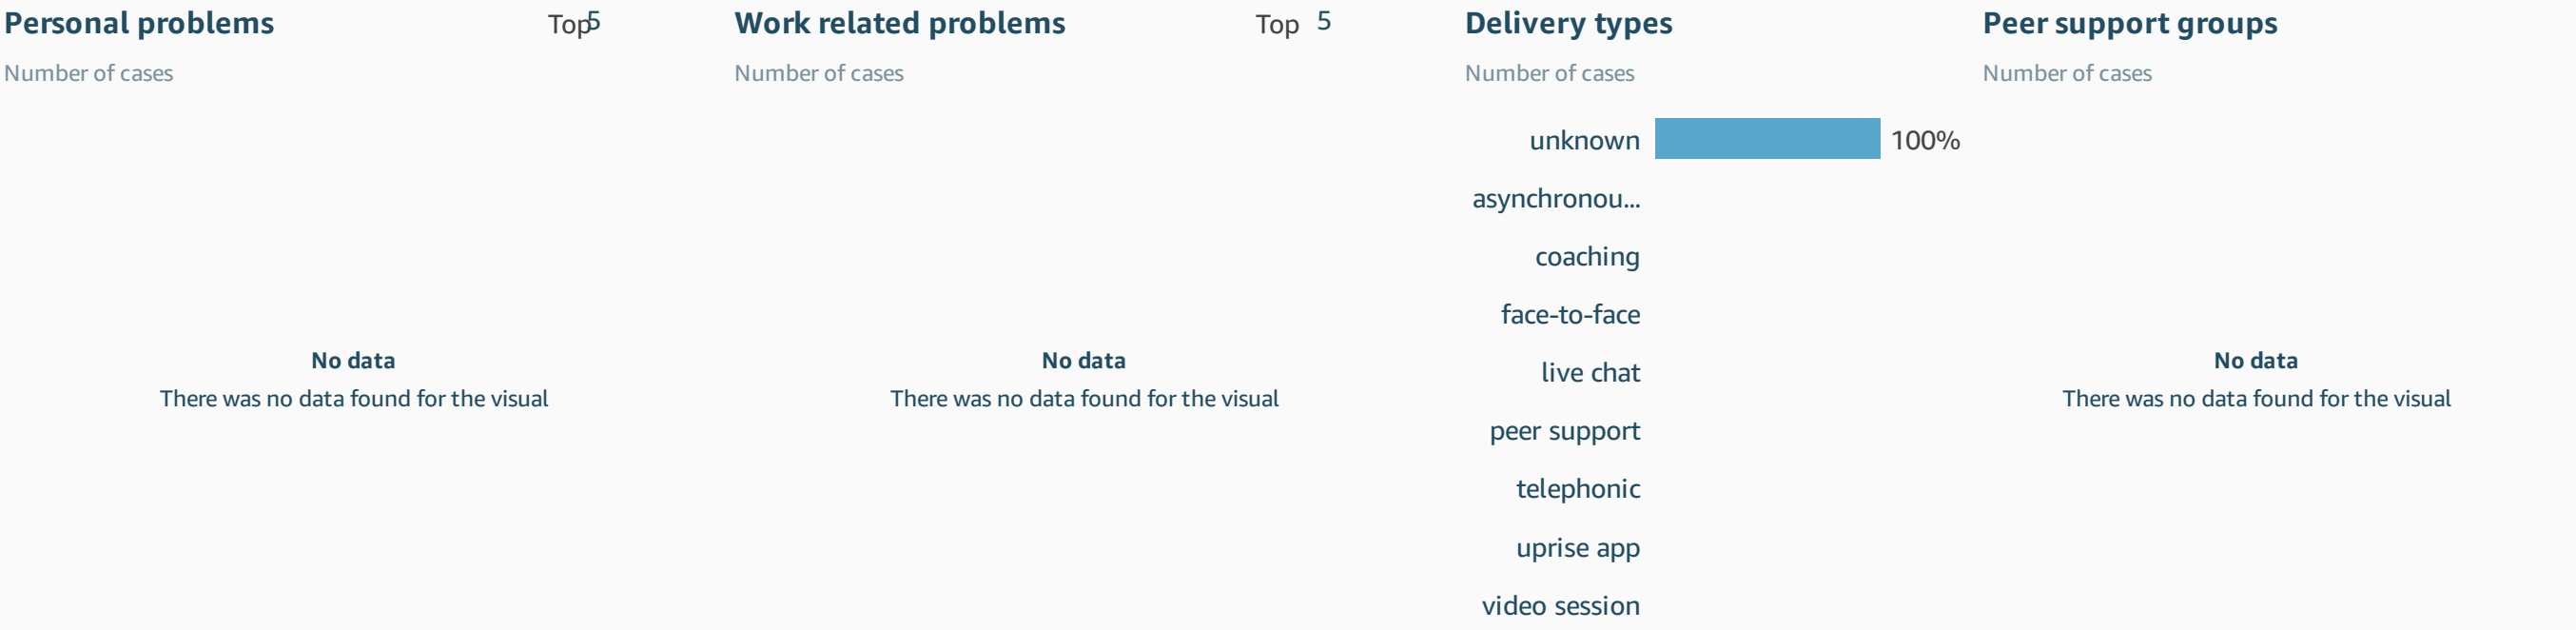 Personal problems
Top 5
Number of cases
No data
There was no data found for the visual
Work related problems
Top 5
Number of cases
No data
There was no data found for the visual
Delivery types
Number of cases
unknown 100%
asynchronou...
coaching
face-to-face
live chat
peer support
telephonic
uprise app
video session
Peer support groups
Number of cases
No data
There was no data found for the visual